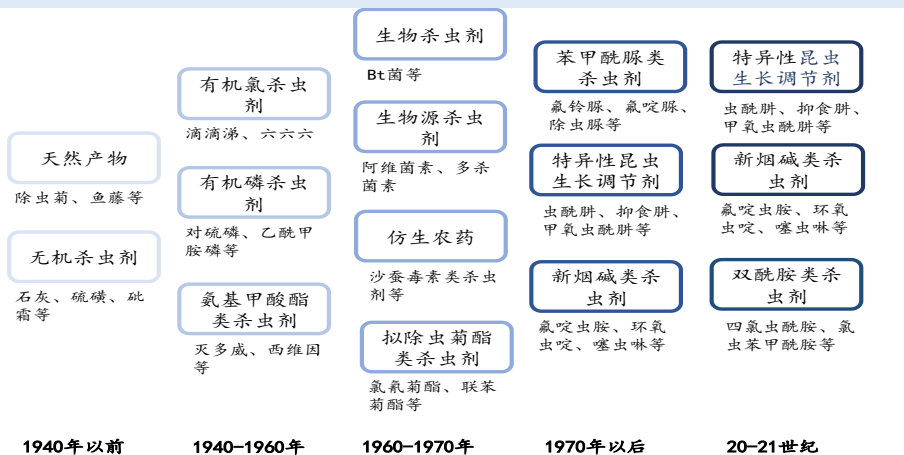 天然产物
除虫菊、鱼藤等
无机杀虫剂
石灰、硫磺、砒
霜等
1940年以前
有机氯杀虫
剂
滴滴涕、六六六
有机磷杀虫
剂
对硫磷、乙酰甲
胺磷等
氨基甲酸酯
类杀虫剂
灭多威、西维因
等
1940-1960年
生物杀虫剂
Bt菌等
生物源杀虫
剂
阿维菌素、多杀
菌素
仿生农药
沙蚕毒素类杀虫
剂等
拟除虫菊酯
类杀虫剂
氯氰菊酯、联苯
菊酯等
1960-1970年
苯甲酰脲类
杀虫剂
氟铃脲、氟啶脲、
除虫脲等
特异性昆虫
生长调节剂
虫酰肼、抑食肼、
甲氧虫酰肼等
新烟碱类杀
虫剂
氟啶虫胺、环氧
虫啶、噻虫啉等
1970年以后
特异性昆虫
生长调节剂
虫酰肼、抑食肼、
甲氧虫酰肼等
新烟碱类杀
虫剂
氟啶虫胺、环氧
虫啶、噻虫啉等
双酰胺类杀
虫剂
四氯虫酰胺、氯
虫苯甲酰胺等
20-21世纪